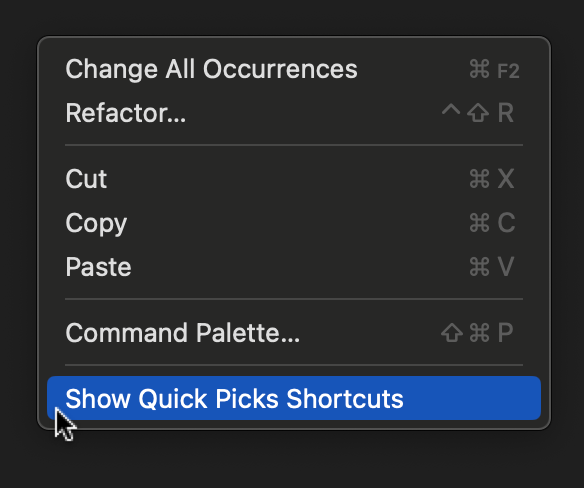 Change All Occurrences ⌘ F2
Refactor... ^ ⇧ R
Cut ⌘ X
Copy ⌘ C
Paste ⌘ V
Command Palette... ⇧ ⌘ P
Show Quick Picks Shortcuts